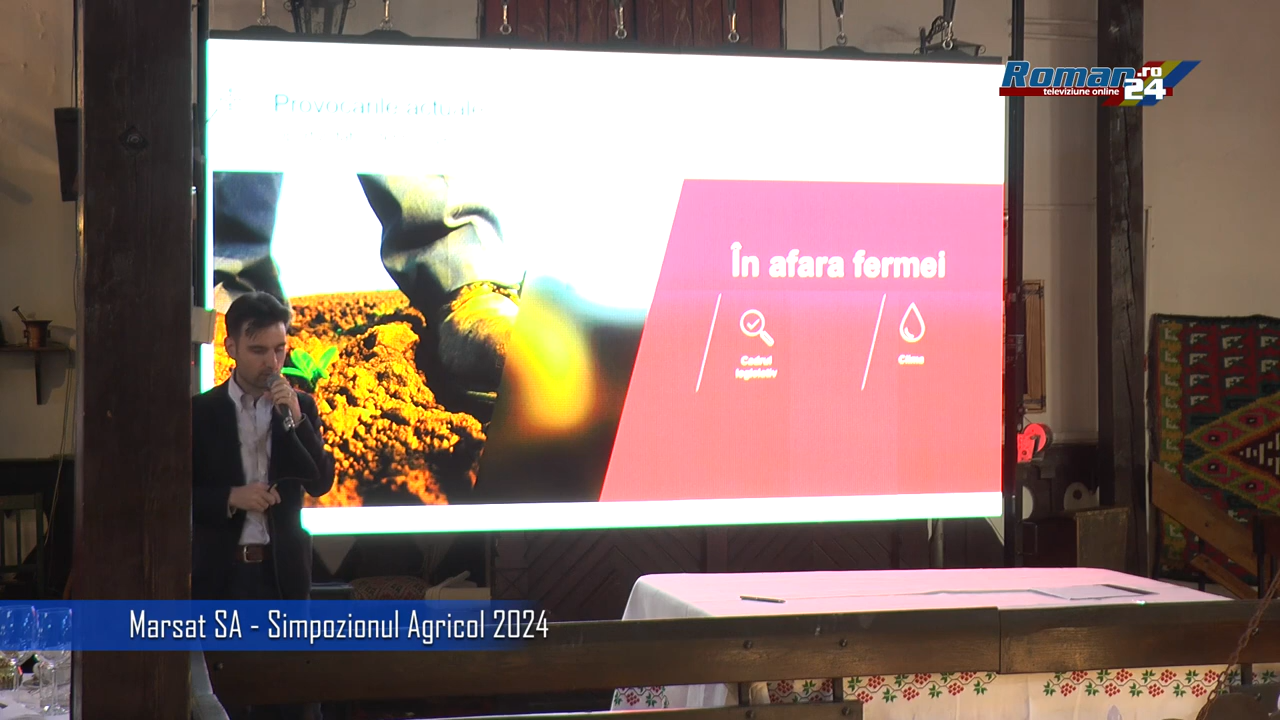 Roman.ro
televiziune online 24
Provocările actuale
În afara fermei
Cadrul
legislativ
Clima
Marsat SA - Simpozionul Agricol 2024